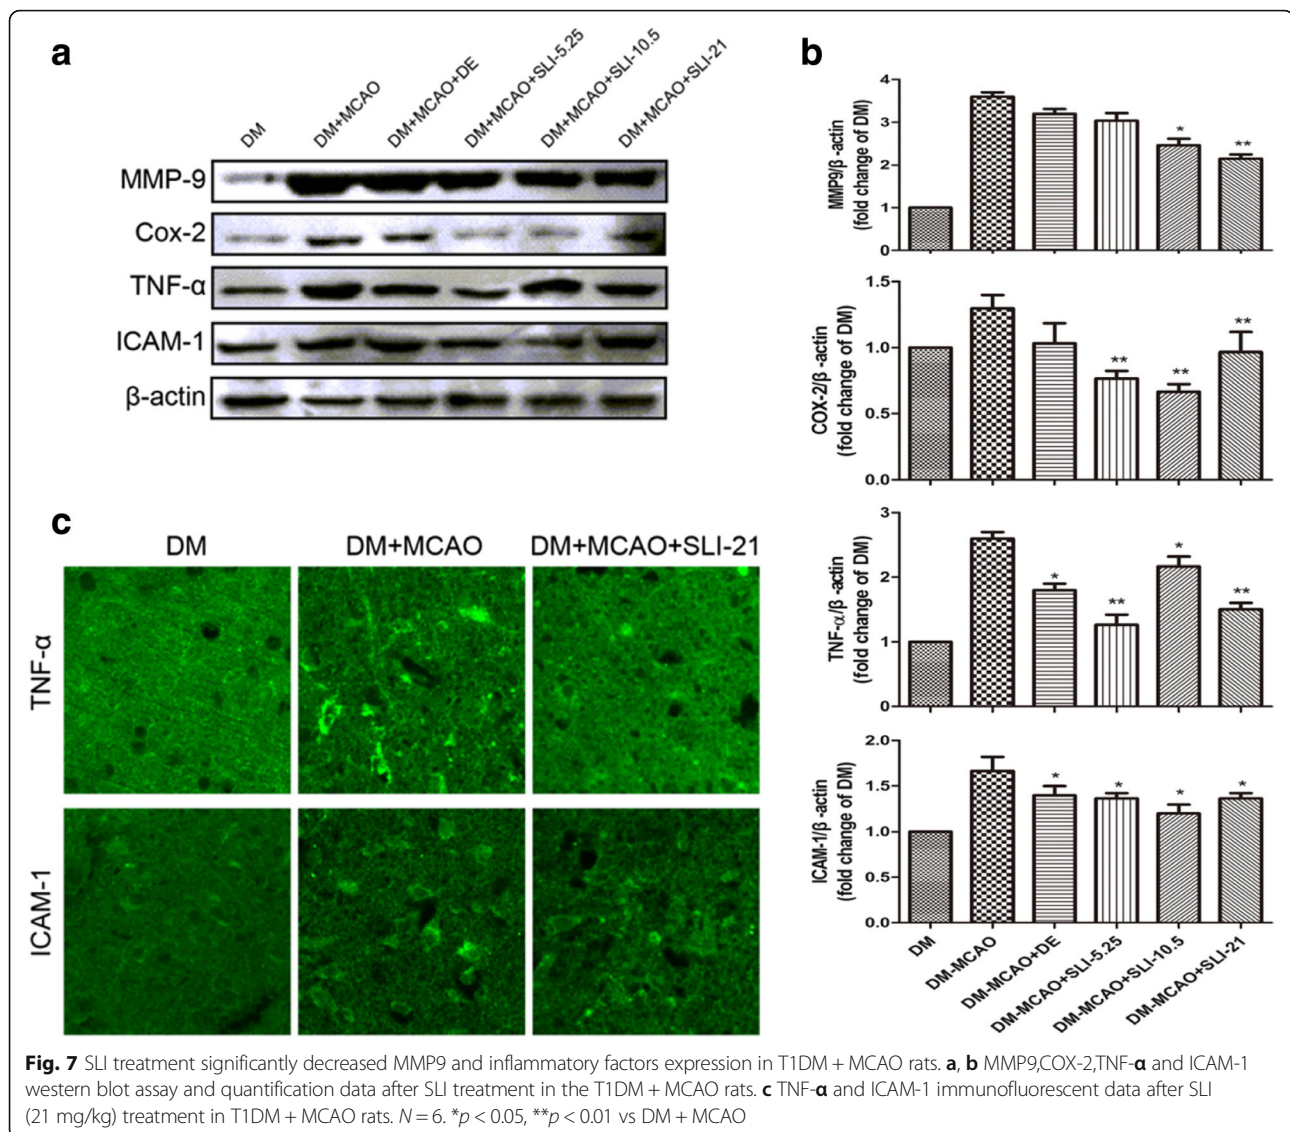 a
DM
DM+MCAO
DM+MCAO+DE
DM+MCAO+SLI-5.25
DM+MCAO+SLI-10.5
DM+MCAO+SLI-21
MMP-9
Cox-2
TNF-α
ICAM-1
β-actin
b
MMP9/β-actin
(fold change of DM)
4
3
2
1
0
*
**
COX-2/β-actin
(fold change of DM)
1.5
1.0
0.5
0.0
**
**
**
TNF-α/β-actin
(fold change of DM)
3
2
1
0
*
**
*
**
ICAM-1/β-actin
(fold change of DM)
2.0
1.5
1.0
0.5
0.0
*
*
*
*
DM
DM-MCAO
DM-MCAO+DE
DM-MCAO+SLI-5.25
DM-MCAO+SLI-10.5
DM-MCAO+SLI-21
c
DM
DM+MCAO
DM+MCAO+SLI-21
TNF-α
ICAM-1
Fig. 7 SLI treatment significantly decreased MMP9 and inflammatory factors expression in T1DM + MCAO rats. a, b MMP9,COX-2,TNF-α and ICAM-1
western blot assay and quantification data after SLI treatment in the T1DM + MCAO rats. c TNF-α and ICAM-1 immunofluorescent data after SLI
(21 mg/kg) treatment in T1DM + MCAO rats. N = 6. *p < 0.05, **p < 0.01 vs DM + MCAO